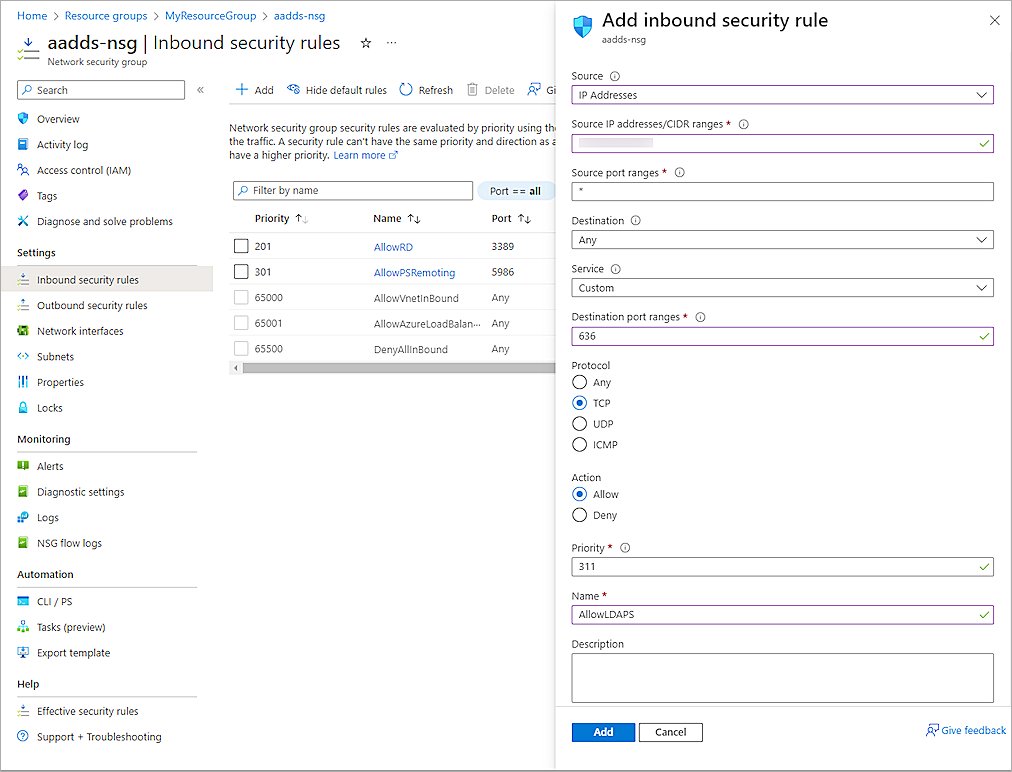 Home > Resource groups > MyResourceGroup > aadds-nsg
aadds-nsg | Inbound security rules
Network security group
Search
Overview
Activity log
Access control (IAM)
Tags
Diagnose and solve problems
Settings
Inbound security rules
Outbound security rules
Network interfaces
Subnets
Properties
Locks
Monitoring
Alerts
Diagnostic settings
Logs
NSG flow logs
Automation
CLI / PS
Tasks (preview)
Export template
Help
Effective security rules
Support + Troubleshooting
Add Hide default rules Refresh Delete Gi
Network security group security rules are evaluated by priority using the
the traffic. A security rule can't have the same priority and direction as a
have a higher priority. Learn more
Filter by name Port == all
Priority Name Port
201 AllowRD 3389
301 AllowPSRemoting 5986
65000 AllowVnetInBound Any
65001 AllowAzureLoadBalan... Any
65500 DenyAllInBound Any
Add inbound security rule
aadds-nsg
Source
IP Addresses
Source IP addresses/CIDR ranges *
Source port ranges *
*
Destination
Any
Service
Custom
Destination port ranges *
636
Protocol
Any
TCP
UDP
ICMP
Action
Allow
Deny
Priority *
311
Name *
AllowLDAPS
Description
Add Cancel
Give feedback